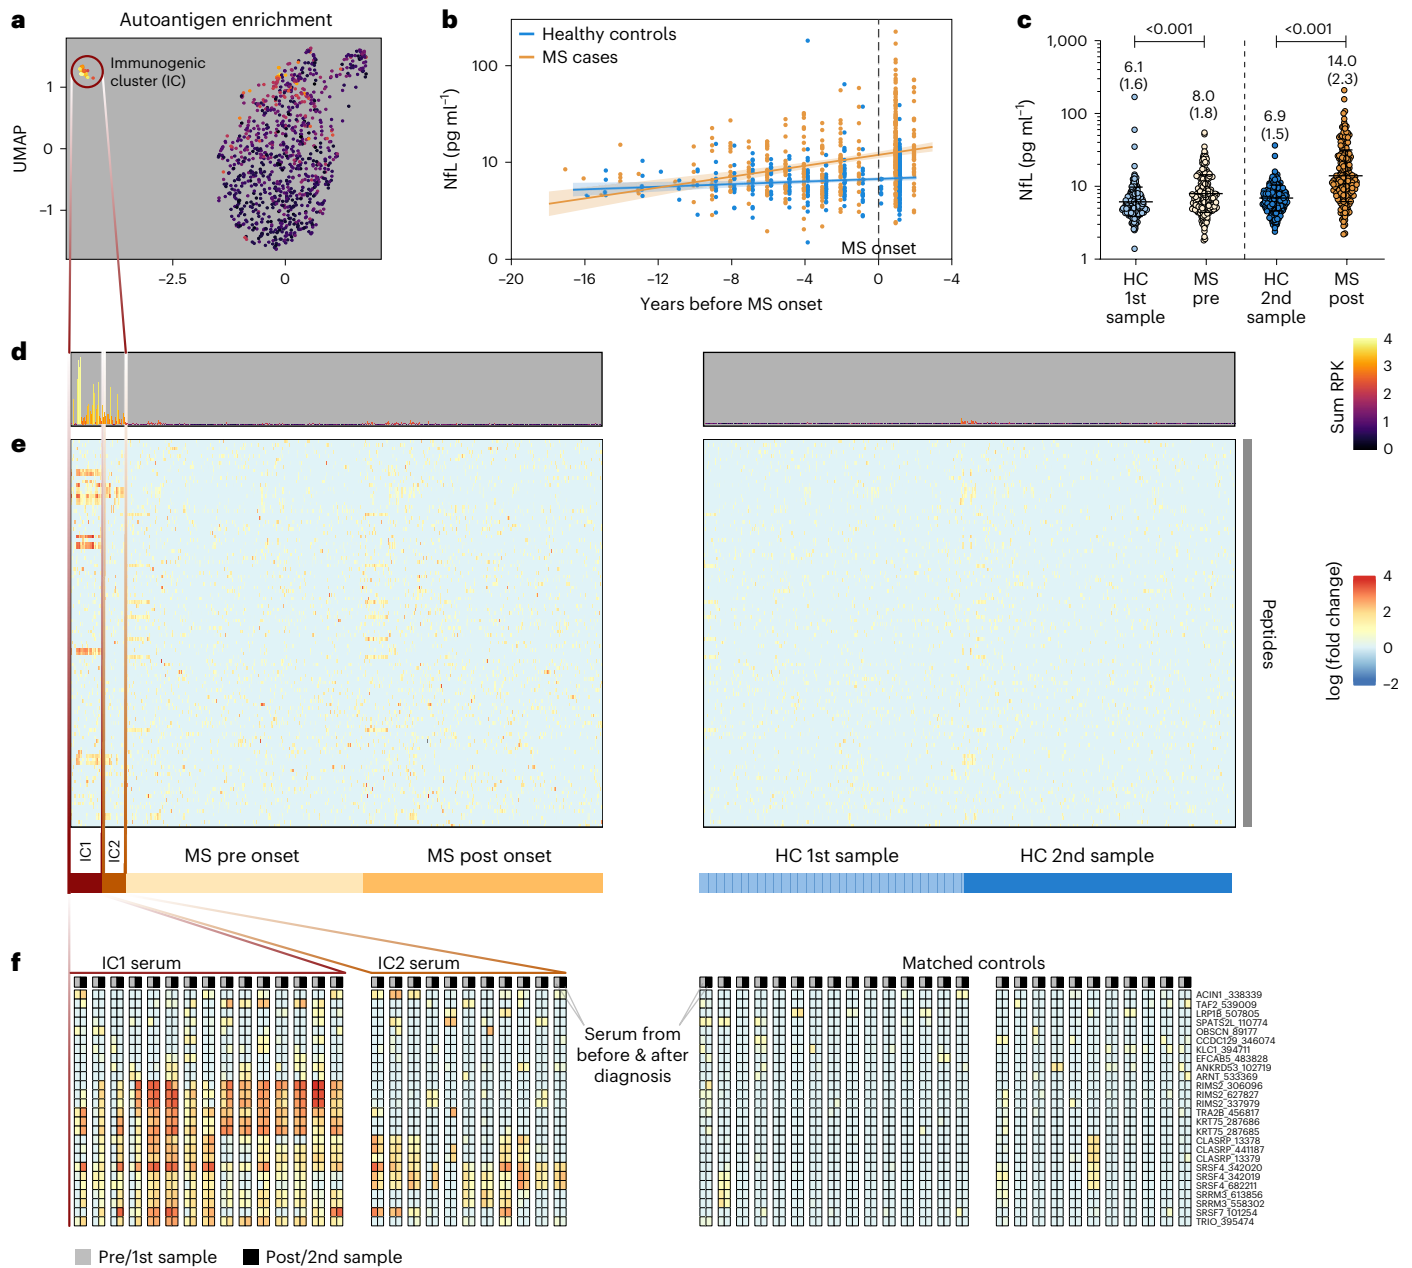 a
Autoantigen enrichment
Immunogenic
cluster (IC)
UMAP
1
0
−1
−2.5
0
b
Healthy controls
MS cases
NfL (pg ml−1)
100
10
0
MS onset
−20
−16
−12
−8
−4
0
−4
Years before MS onset
c
<0.001
<0.001
NfL (pg ml−1)
1,000
100
10
1
6.1
(1.6)
8.0
(1.8)
6.9
(1.5)
14.0
(2.3)
HC
1st
sample
MS
pre
HC
2nd
sample
MS
post
d
Sum RPK
4
3
2
1
0
e
Peptides
log (fold change)
4
2
0
−2
IC1
IC2
MS pre onset
MS post onset
HC 1st sample
HC 2nd sample
f
IC1 serum
IC2 serum
Matched controls
Serum from
before & after
diagnosis
ACIN1_338339
TAF2_539009
LRP1B_507805
SPATS2L_110774
OBSCN_89177
CCDC129_346074
KLC1_394711
EFCAB5_483828
ANKRD53_102719
ARNT_533369
RIMS2_306096
RIMS2_627827
RIMS2_337979
TRA2B_456817
KRT75_287686
KRT75_287685
CLASRP_13378
CLASRP_441187
CLASRP_13379
SRSF4_342020
SRSF4_342019
SRSF4_682211
SRRM3_613856
SRRM3_558302
SRSF7_101254
TRIO_395474
Pre/1st sample
Post/2nd sample